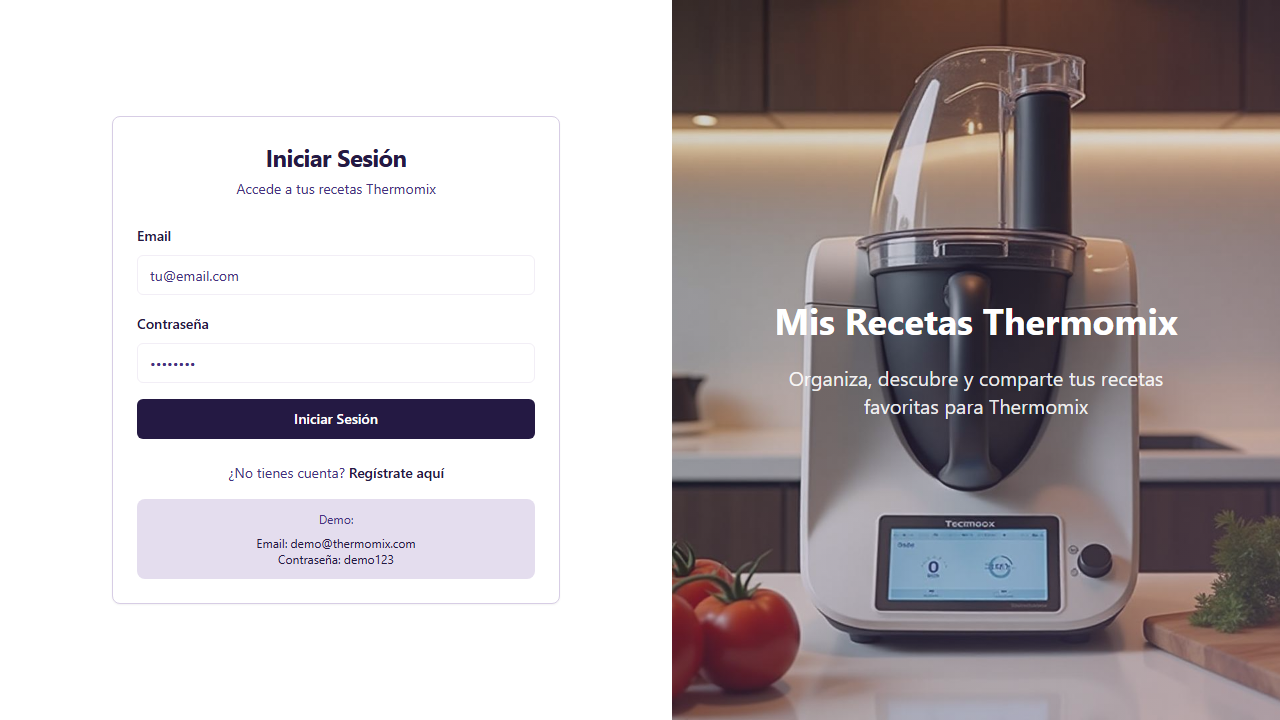 Iniciar Sesión
Accede a tus recetas Thermomix
Email
tu@email.com
Contraseña
••••••••
Iniciar Sesión
¿No tienes cuenta? Regístrate aquí
Demo:
Email: demo@thermomix.com
Contraseña: demo123
Mis Recetas Thermomix
Organiza, descubre y comparte tus recetas
favoritas para Thermomix
Tecmoox
0